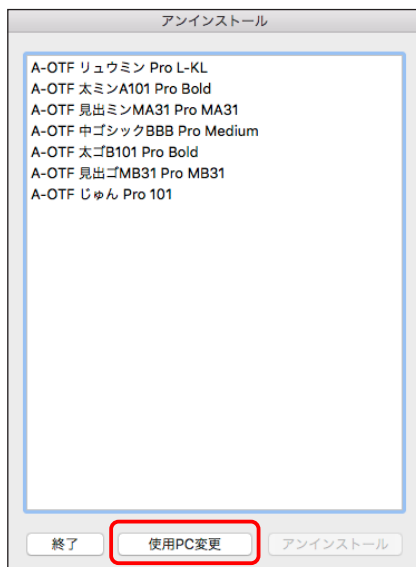 アンインストール
A-OTF リュウミン Pro L-KL
A-OTF 太ミンA101 Pro Bold
A-OTF 見出ミンMA31 Pro MA31
A-OTF 中ゴシックBBB Pro Medium
A-OTF 太ゴB101 Pro Bold
A-OTF 見出ゴMB31 Pro MB31
A-OTF じゅん Pro 101
終了 使用PC変更 アンインストール